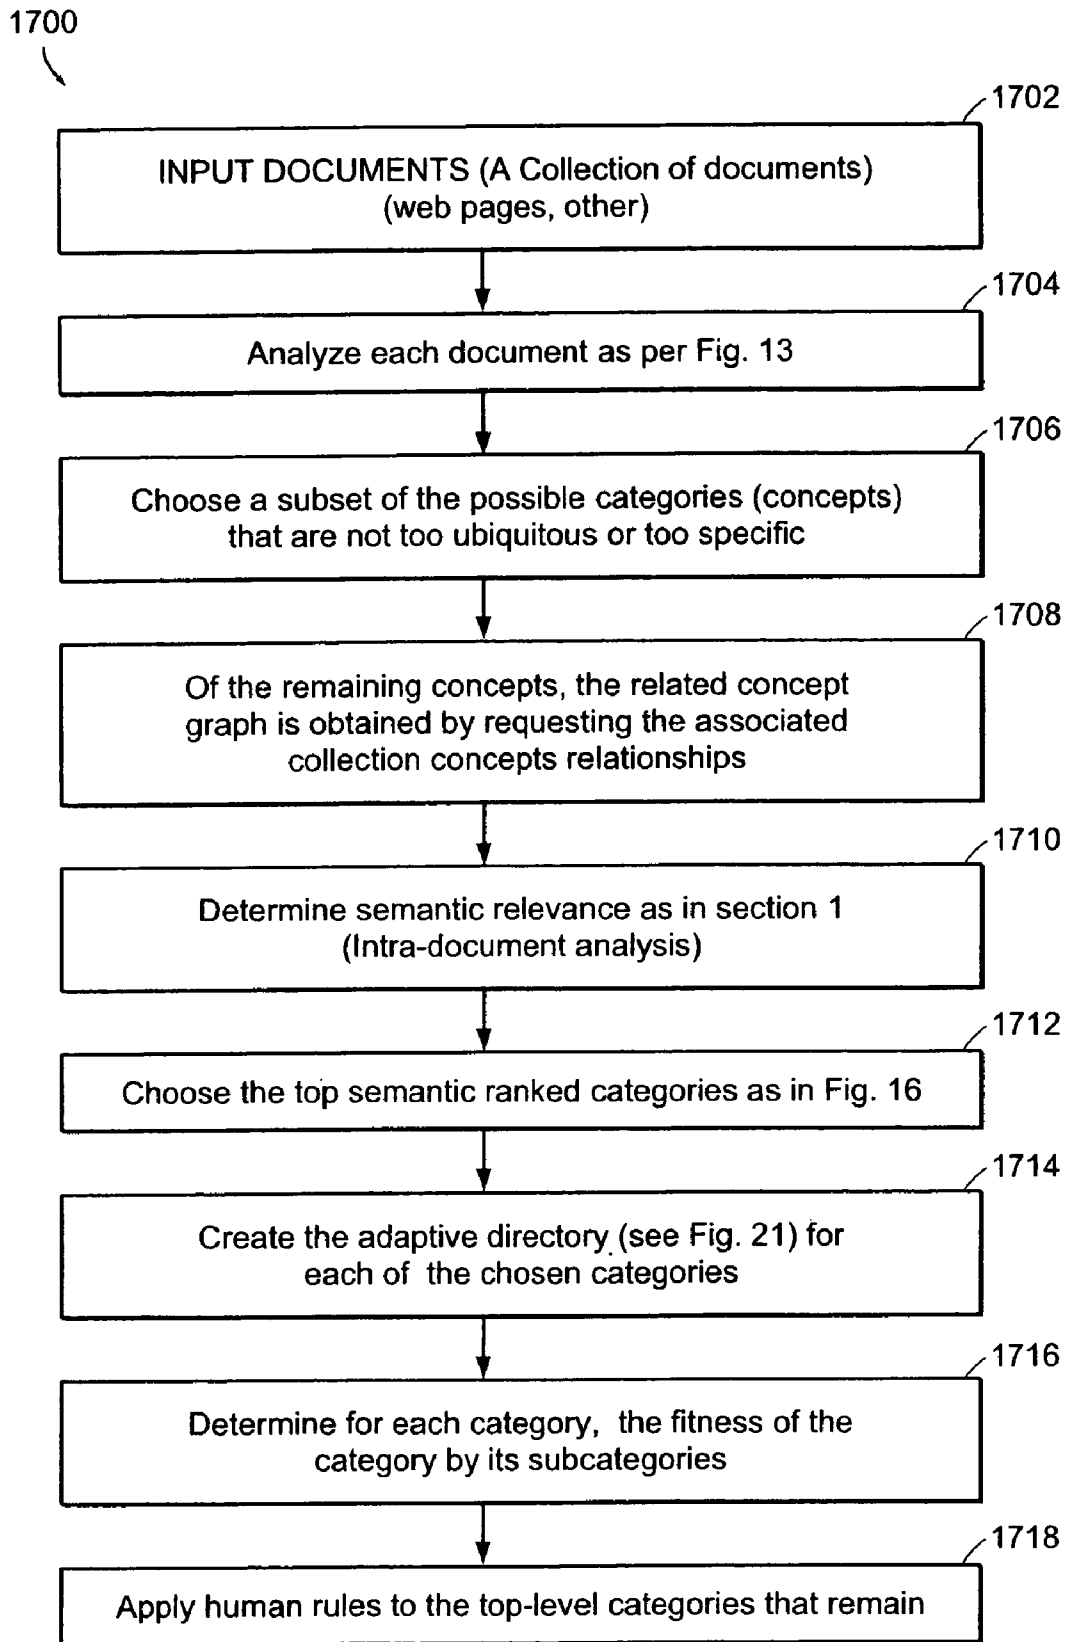 1700
1702
INPUT DOCUMENTS (A Collection of documents)
(web pages, other)
1704
Analyze each document as per Fig. 13
1706
Choose a subset of the possible categories (concepts)
that are not too ubiquitous or too specific
1708
Of the remaining concepts, the related concept
graph is obtained by requesting the associated
collection concepts relationships
1710
Determine semantic relevance as in section 1
(Intra-document analysis)
1712
Choose the top semantic ranked categories as in Fig. 16
1714
Create the adaptive directory (see Fig. 21) for
each of the chosen categories
1716
Determine for each category, the fitness of the
category by its subcategories
1718
Apply human rules to the top-level categories that remain